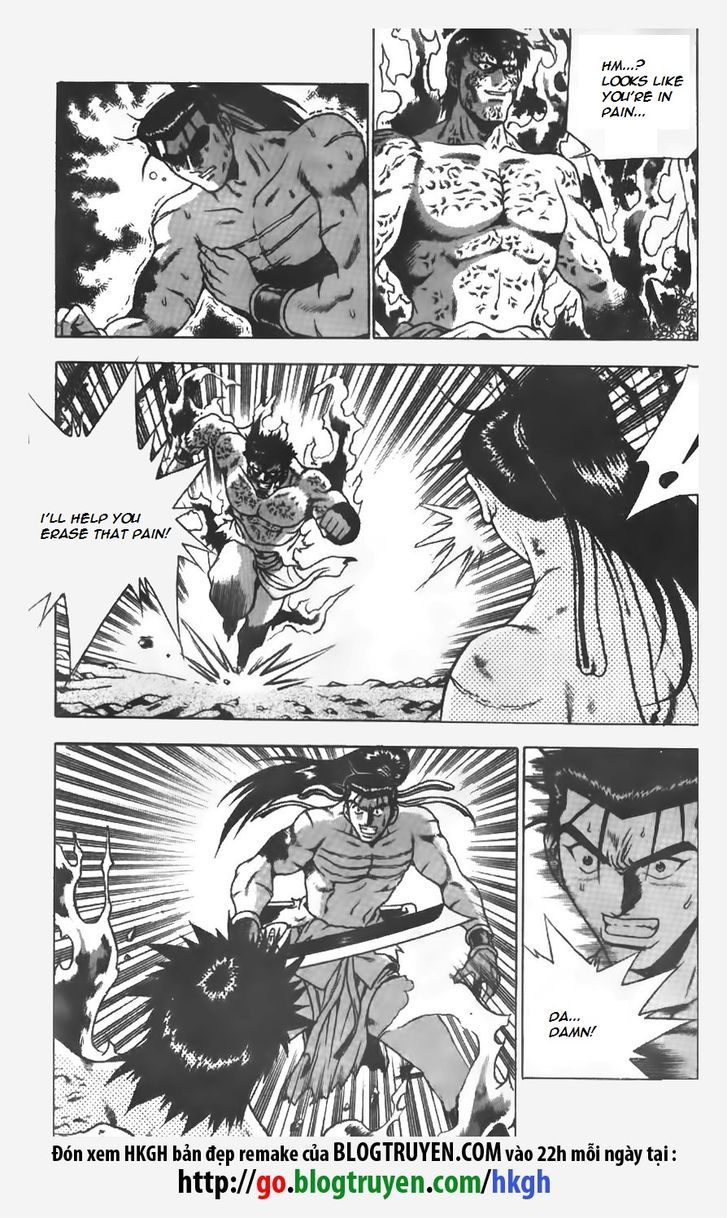 HM...?
LOOKS LIKE
YOU'RE IN
PAIN...
I'LL HELP YOU
ERASE THAT PAIN!
!
DA...
DAMN!
Đón xem HKGH bản đẹp remake của BLOGTRUYEN.COM vào 22h mỗi ngày tại :
http://go.blogtruyen.com/hkgh